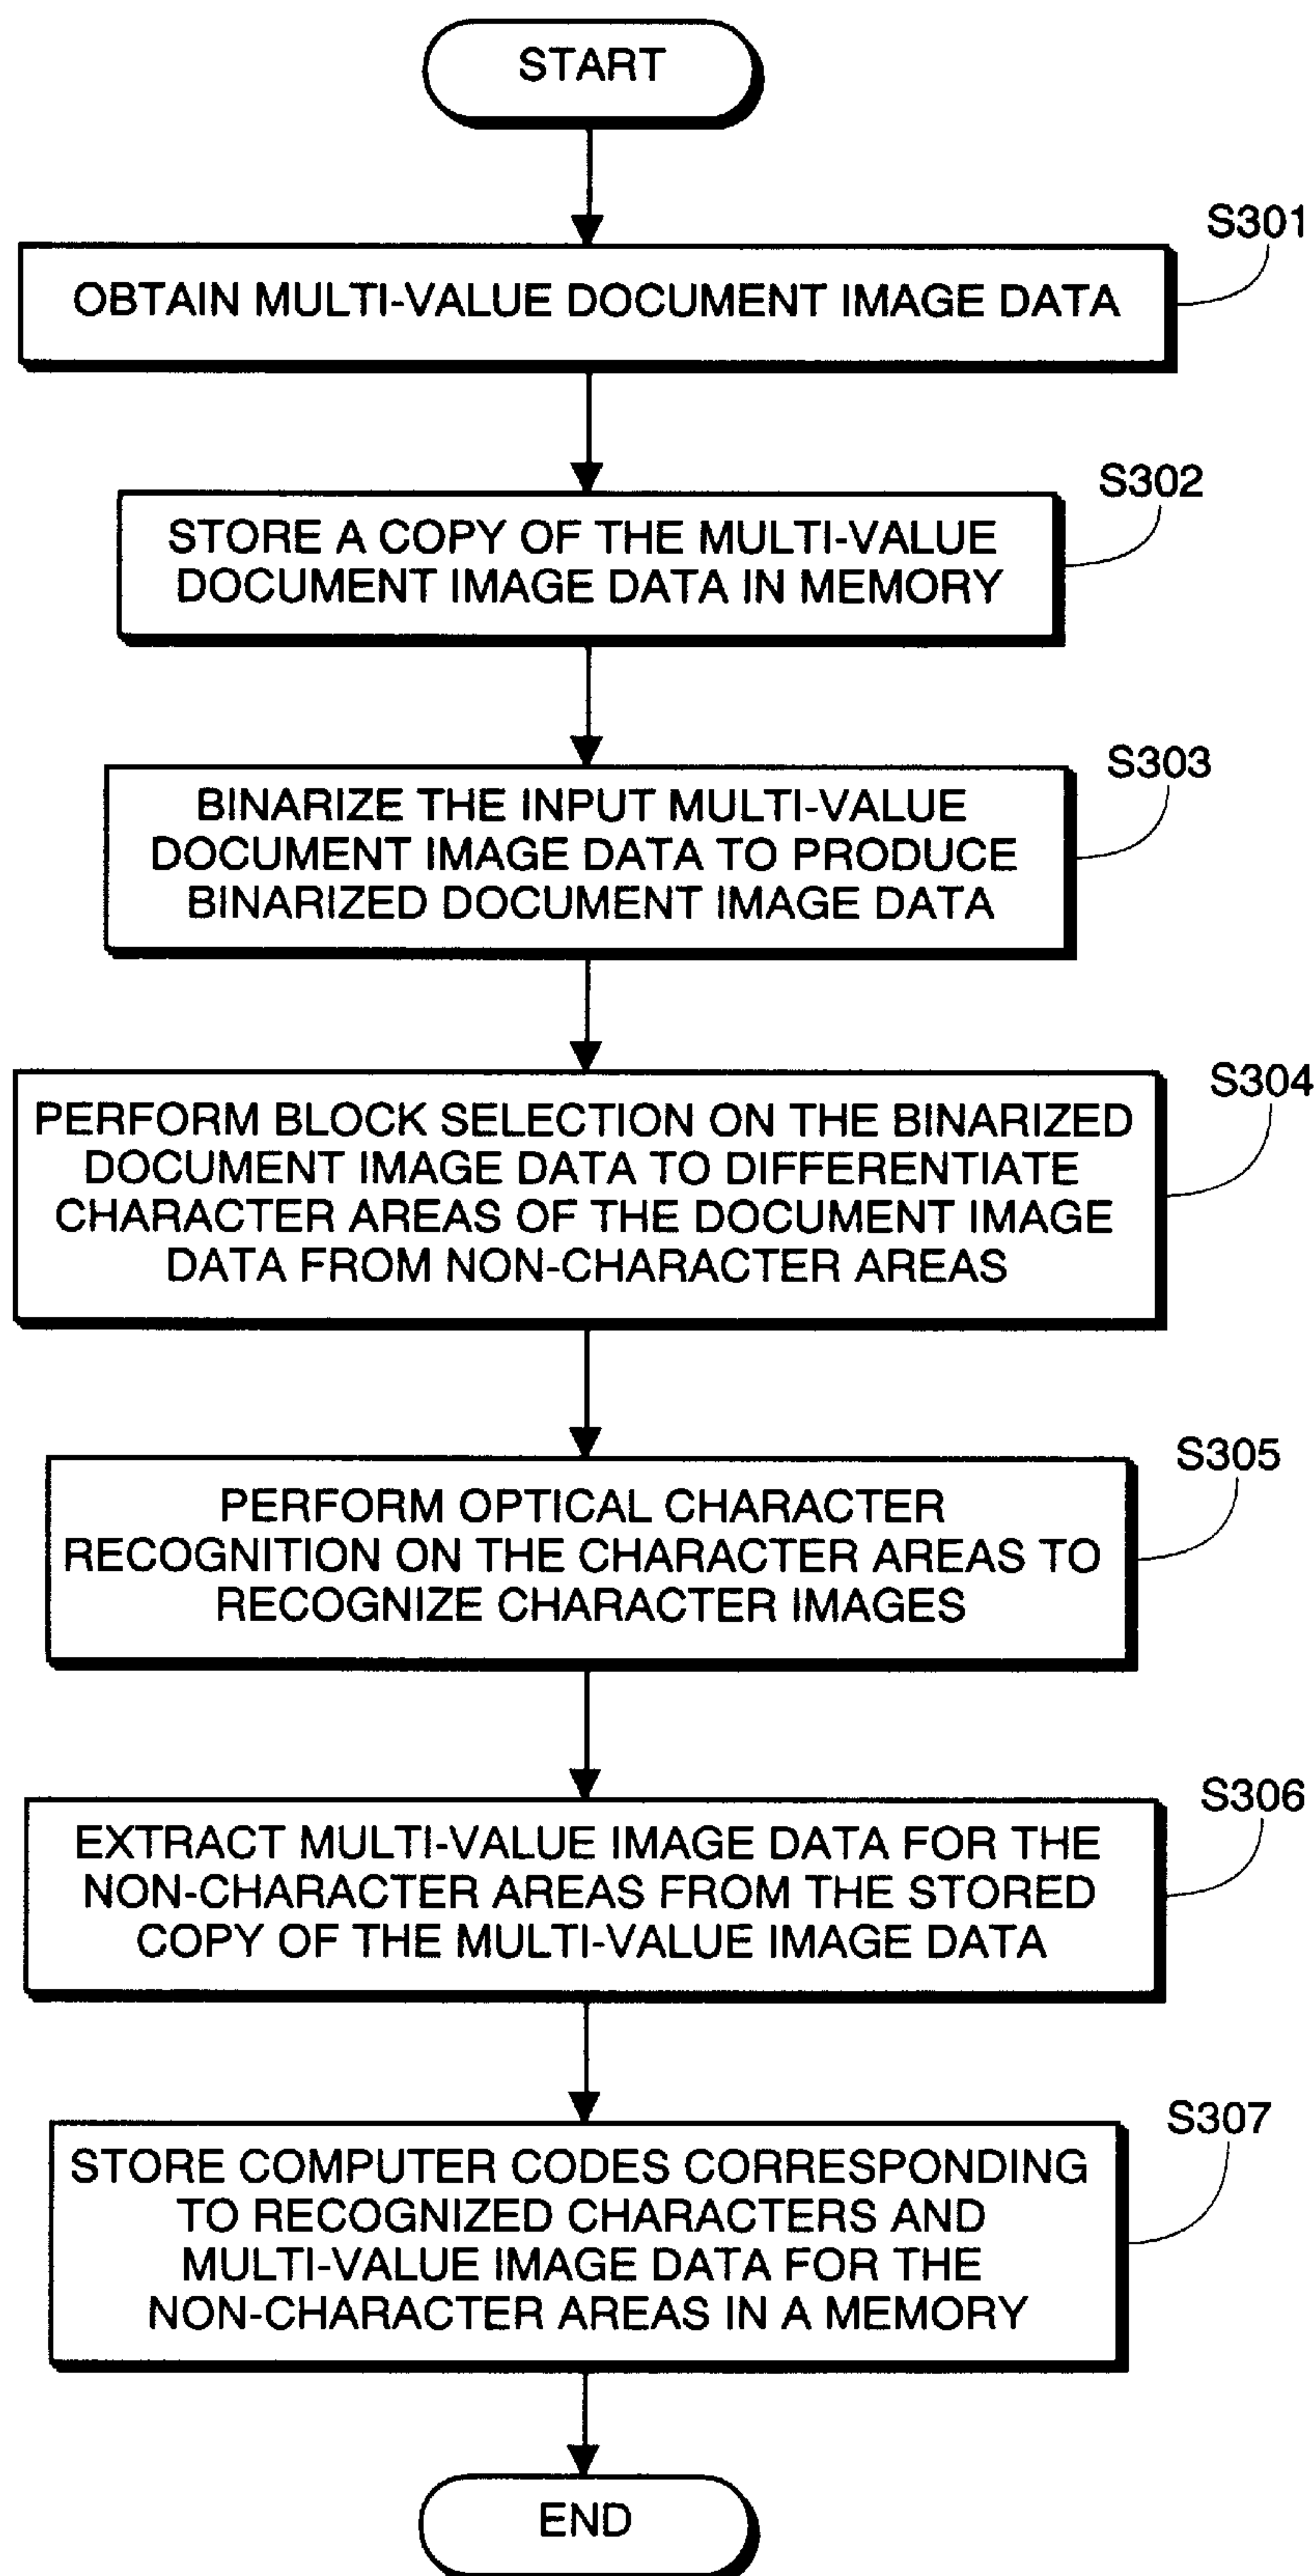 START
S301
OBTAIN MULTI-VALUE DOCUMENT IMAGE DATA
S302
STORE A COPY OF THE MULTI-VALUE
DOCUMENT IMAGE DATA IN MEMORY
S303
BINARIZE THE INPUT MULTI-VALUE
DOCUMENT IMAGE DATA TO PRODUCE
BINARIZED DOCUMENT IMAGE DATA
S304
PERFORM BLOCK SELECTION ON THE BINARIZED
DOCUMENT IMAGE DATA TO DIFFERENTIATE
CHARACTER AREAS OF THE DOCUMENT IMAGE
DATA FROM NON-CHARACTER AREAS
S305
PERFORM OPTICAL CHARACTER
RECOGNITION ON THE CHARACTER AREAS TO
RECOGNIZE CHARACTER IMAGES
S306
EXTRACT MULTI-VALUE IMAGE DATA FOR THE
NON-CHARACTER AREAS FROM THE STORED
COPY OF THE MULTI-VALUE IMAGE DATA
S307
STORE COMPUTER CODES CORRESPONDING
TO RECOGNIZED CHARACTERS AND
MULTI-VALUE IMAGE DATA FOR THE
NON-CHARACTER AREAS IN A MEMORY
END